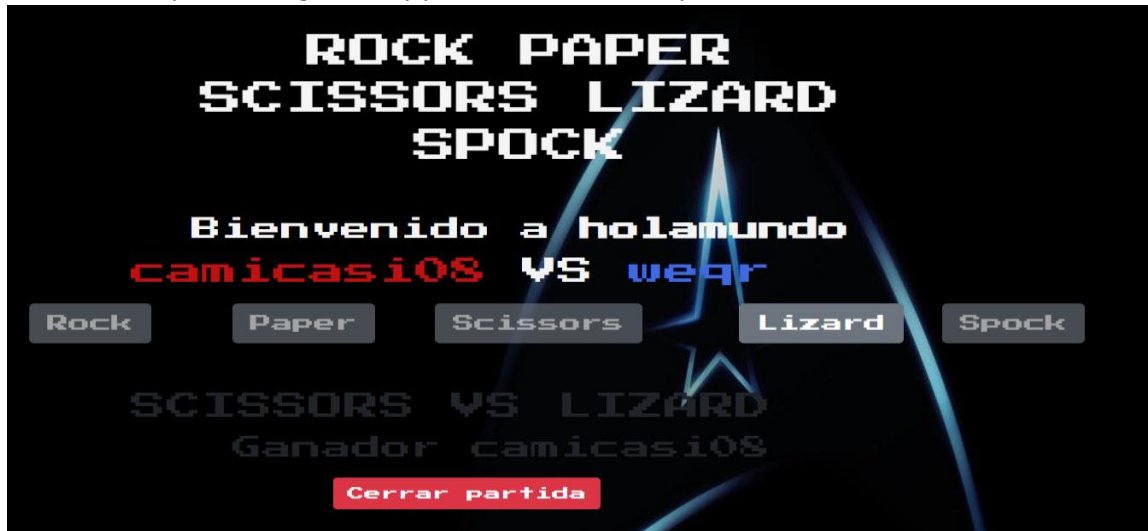 ROCK PAPER
SCISSORS LIZARD
SPOCK
Bienvenido a holamundo
camicasi08 VS weqr
Rock Paper Scissors Lizard Spock
SCISSORS VS LIZARD
Ganador camicasi08
Cerrar partida